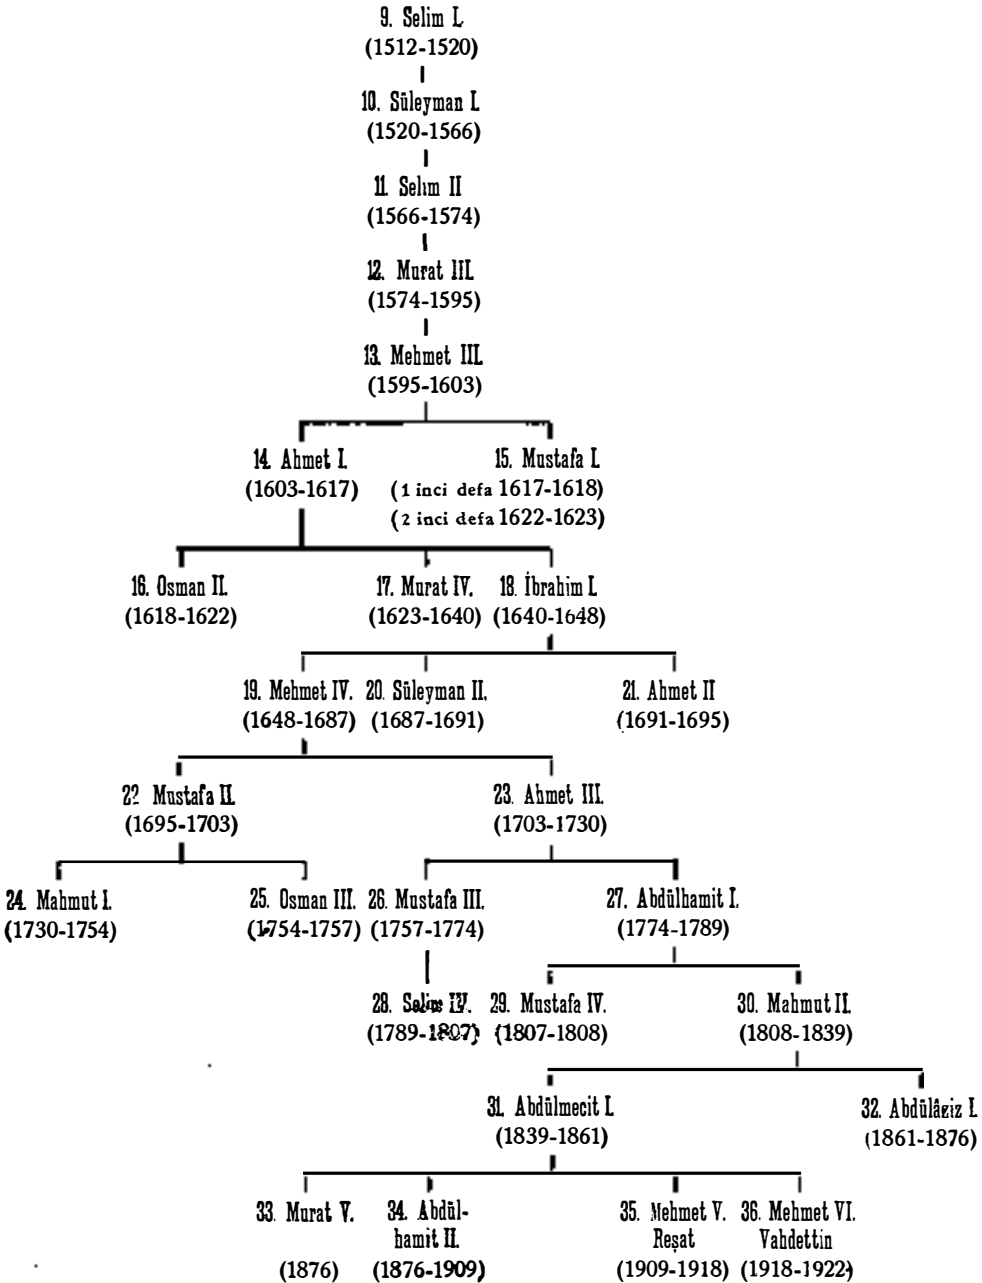 9. Selim I.
(1512-1520)
10. Süleyman I.
(1520-1566)
11. Selim II
(1566-1574)
12. Murat III.
(1574-1595)
13. Mehmet III.
(1595-1603)
14. Ahmet I. 15. Mustafa I.
(1603-1617) (1 inci defa 1617-1618)
(2 inci defa 1622-1623)
16. Osman II. 17. Murat IV. 18. İbrahim I.
(1618-1622) (1623-1640) (1640-1648)
19. Mehmet IV. 20. Süleyman II. 21. Ahmet II
(1648-1687) (1687-1691) (1691-1695)
22 Mustafa II. 23. Ahmet III.
(1695-1703) (1703-1730)
24. Mahmut I. 25. Osman III. 26. Mustafa III. 27. Abdülhamit I.
(1730-1754) (1754-1757) (1757-1774) (1774-1789)
28. Selim IV. 29. Mustafa IV. 30. Mahmut II.
(1789-1807) (1807-1808) (1808-1839)
31. Abdülmecit I. 32. Abdülâziz I.
(1839-1861) (1861-1876)
33. Murat V. 34. Abdül- 35. Mehmet V. 36. Mehmet VI.
hamit II. Reşat Vahdettin
(1876) (1876-1909) (1909-1918) (1918-1922)